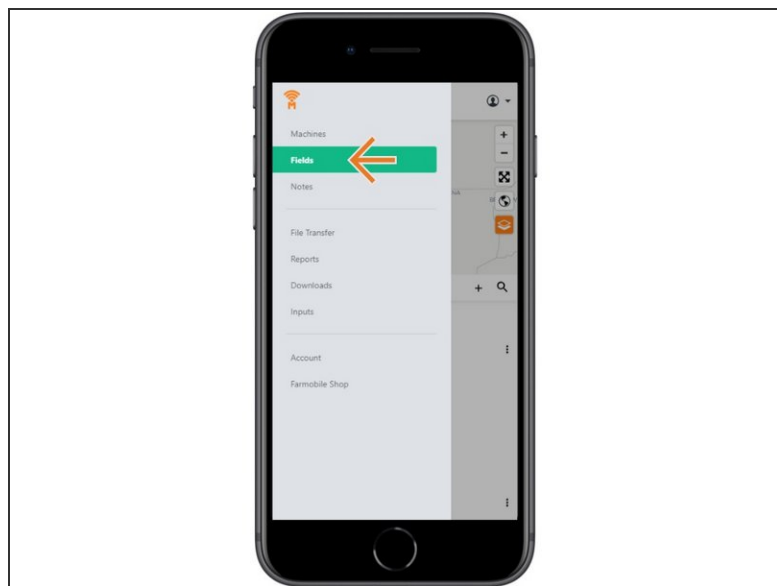 Machines
Fields
Notes
File Transfer
Reports
Downloads
Inputs
Account
Farmobile Shop